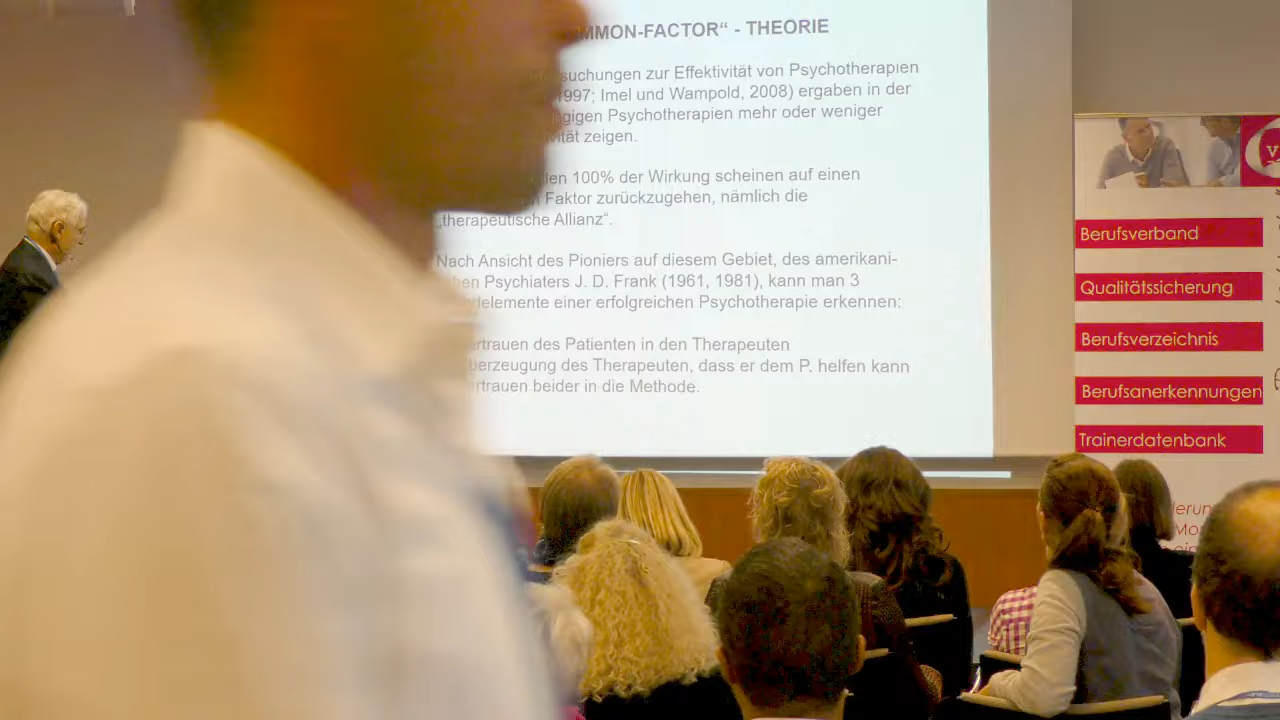 MMON-FACTOR“ - THEORIE
suchungen zur Effektivität von Psychotherapien
1997; Imel und Wampold, 2008) ergaben in der
gigen Psychotherapien mehr oder weniger
ität zeigen.
len 100% der Wirkung scheinen auf einen
Faktor zurückzugehen, nämlich die
„therapeutische Allianz“.
Nach Ansicht des Pioniers auf diesem Gebiet, des amerikani-
hen Psychiaters J. D. Frank (1961, 1981), kann man 3
delemente einer erfolgreichen Psychotherapie erkennen:
rtrauen des Patienten in den Therapeuten
berzeugung des Therapeuten, dass er dem P. helfen kann
rtrauen beider in die Methode.
Berufsverband
Qualitätssicherung
Berufsverzeichnis
Berufsanerkennungen
Trainerdatenbank